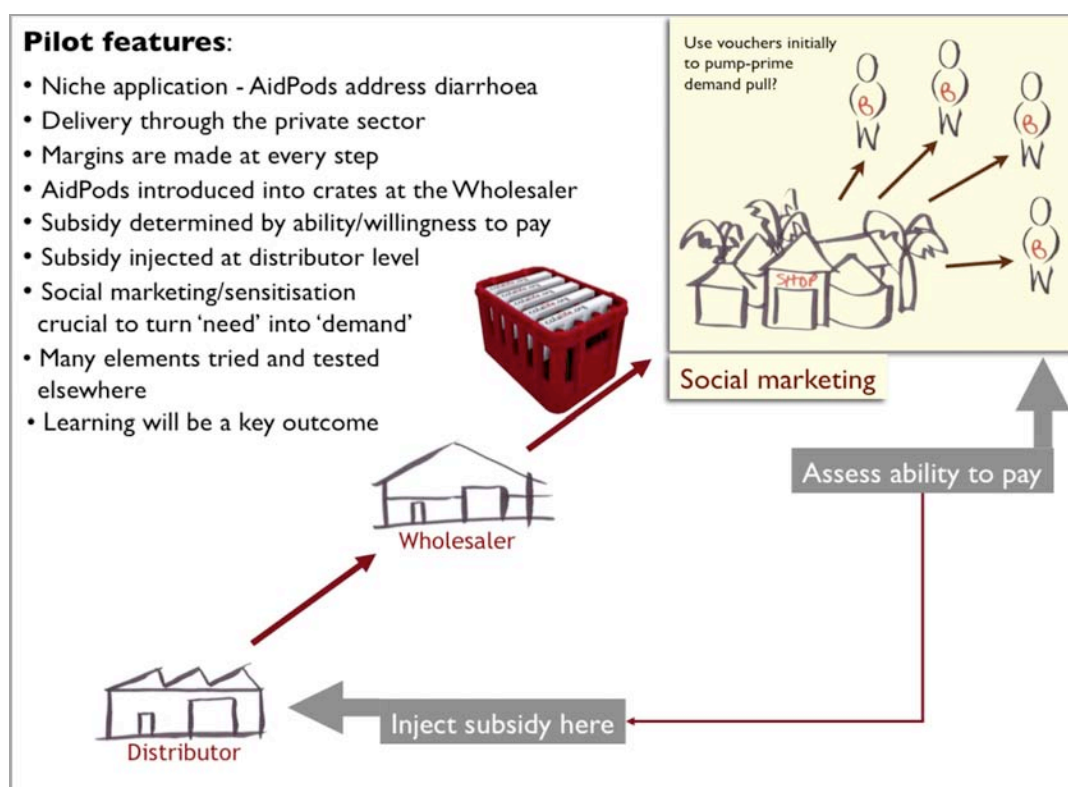 Pilot features:
• Niche application - AidPods address diarrhoea
• Delivery through the private sector
• Margins are made at every step
• AidPods introduced into crates at the Wholesaler
• Subsidy determined by ability/willingness to pay
• Subsidy injected at distributor level
• Social marketing/sensitisation
crucial to turn ‘need’ into ‘demand’
• Many elements tried and tested
elsewhere
• Learning will be a key outcome
Use vouchers initially
to pump-prime
demand pull?
B
B
B
B
SHOP
Social marketing
Assess ability to pay
Wholesaler
Inject subsidy here
Distributor